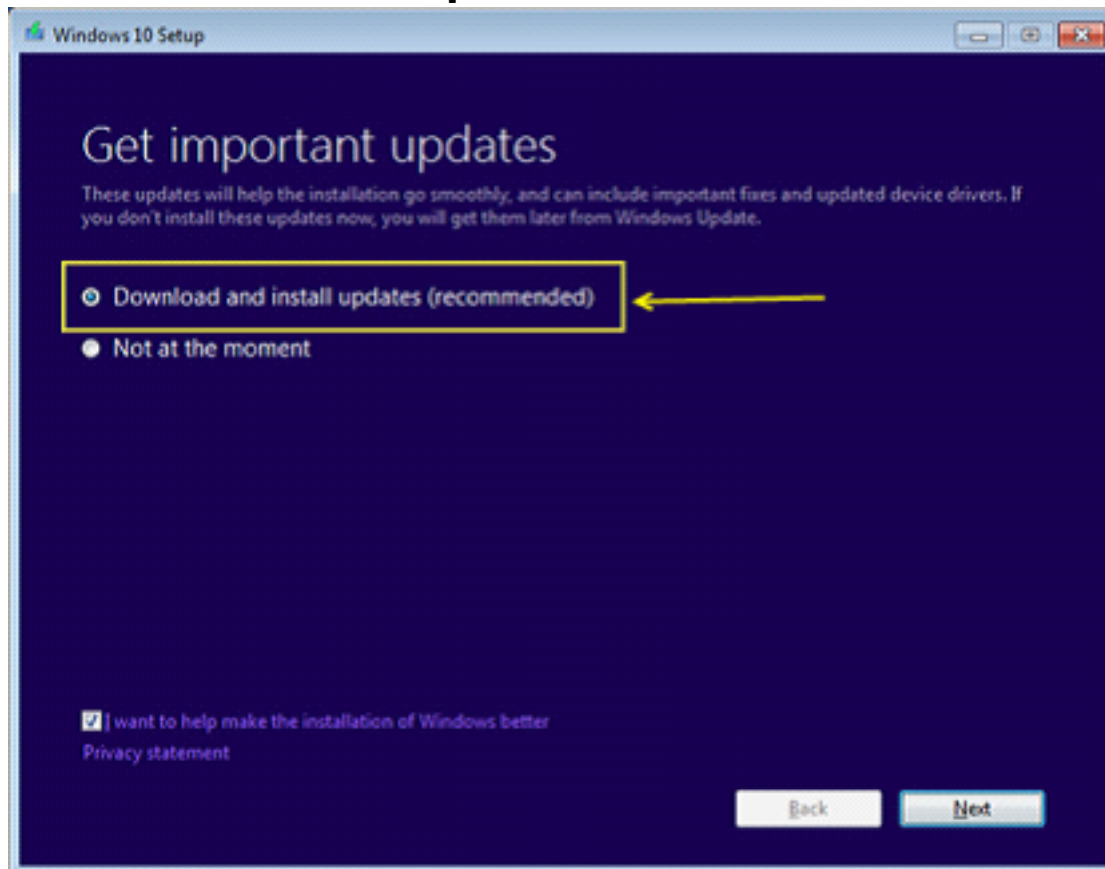 Windows 10 Setup
Get important updates
These updates will help the installation go smoothly, and can include important fixes and updated device drivers. If
you don't install these updates now, you will get them later from Windows Update.
Download and install updates (recommended)
Not at the moment
I want to help make the installation of Windows better
Privacy statement
Back
Next